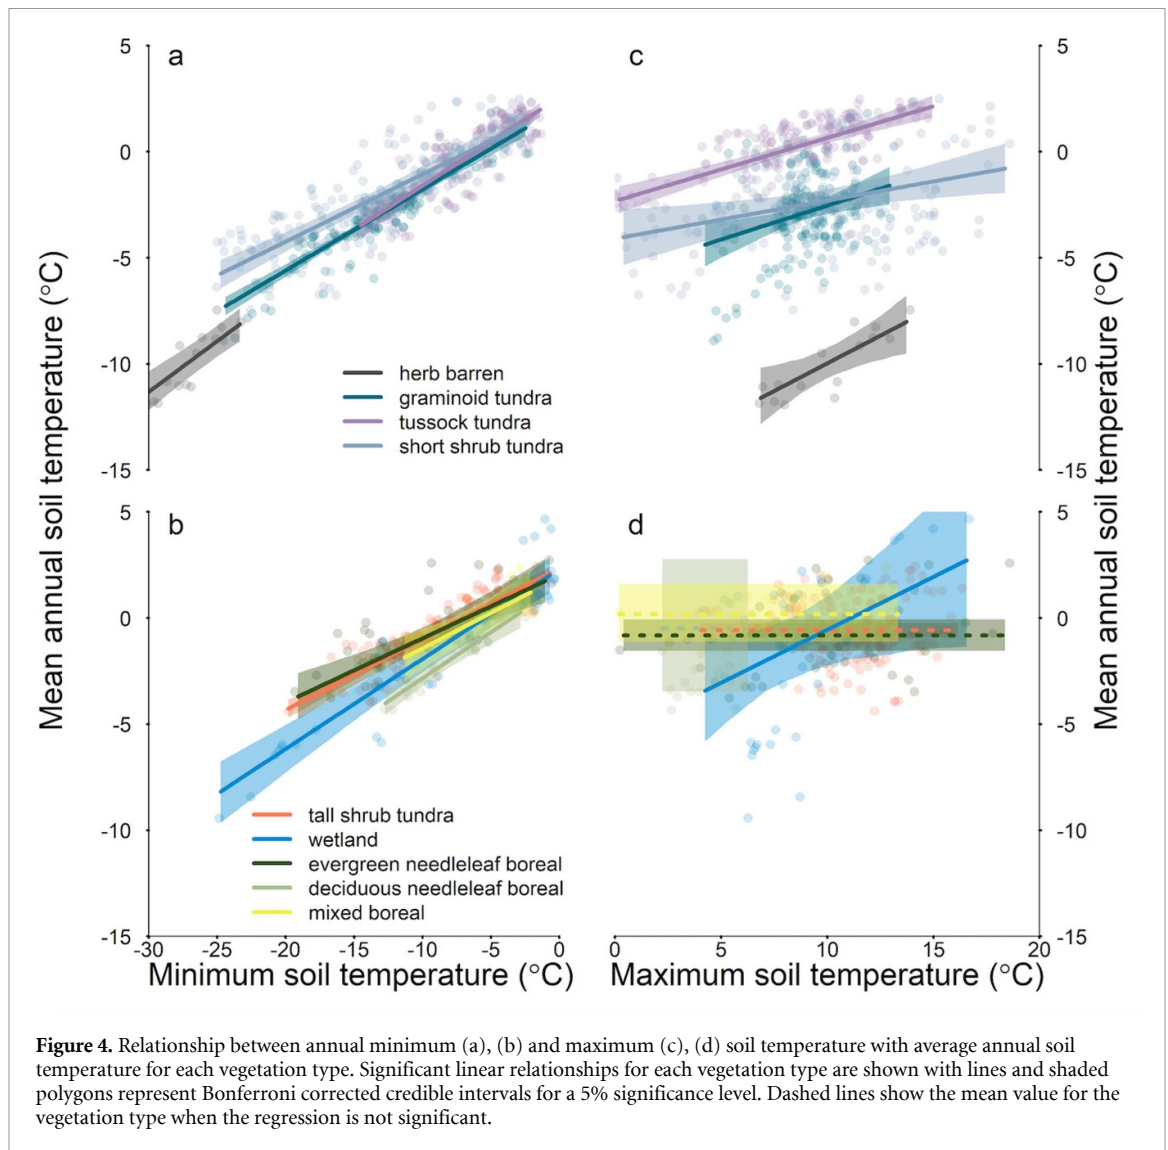 a
c
5
0
-5
-10
-15
5
0
-5
-10
-15
herb barren
graminoid tundra
tussock tundra
short shrub tundra
Mean annual soil temperature (°C)
Mean annual soil temperature (°C)
b
d
5
0
-5
-10
-15
5
0
-5
-10
-15
tall shrub tundra
wetland
evergreen needleleaf boreal
deciduous needleleaf boreal
mixed boreal
-30 -25 -20 -15 -10 -5 0
0 5 10 15 20
Minimum soil temperature (°C)
Maximum soil temperature (°C)
Figure 4. Relationship between annual minimum (a), (b) and maximum (c), (d) soil temperature with average annual soil
temperature for each vegetation type. Significant linear relationships for each vegetation type are shown with lines and shaded
polygons represent Bonferroni corrected credible intervals for a 5% significance level. Dashed lines show the mean value for the
vegetation type when the regression is not significant.